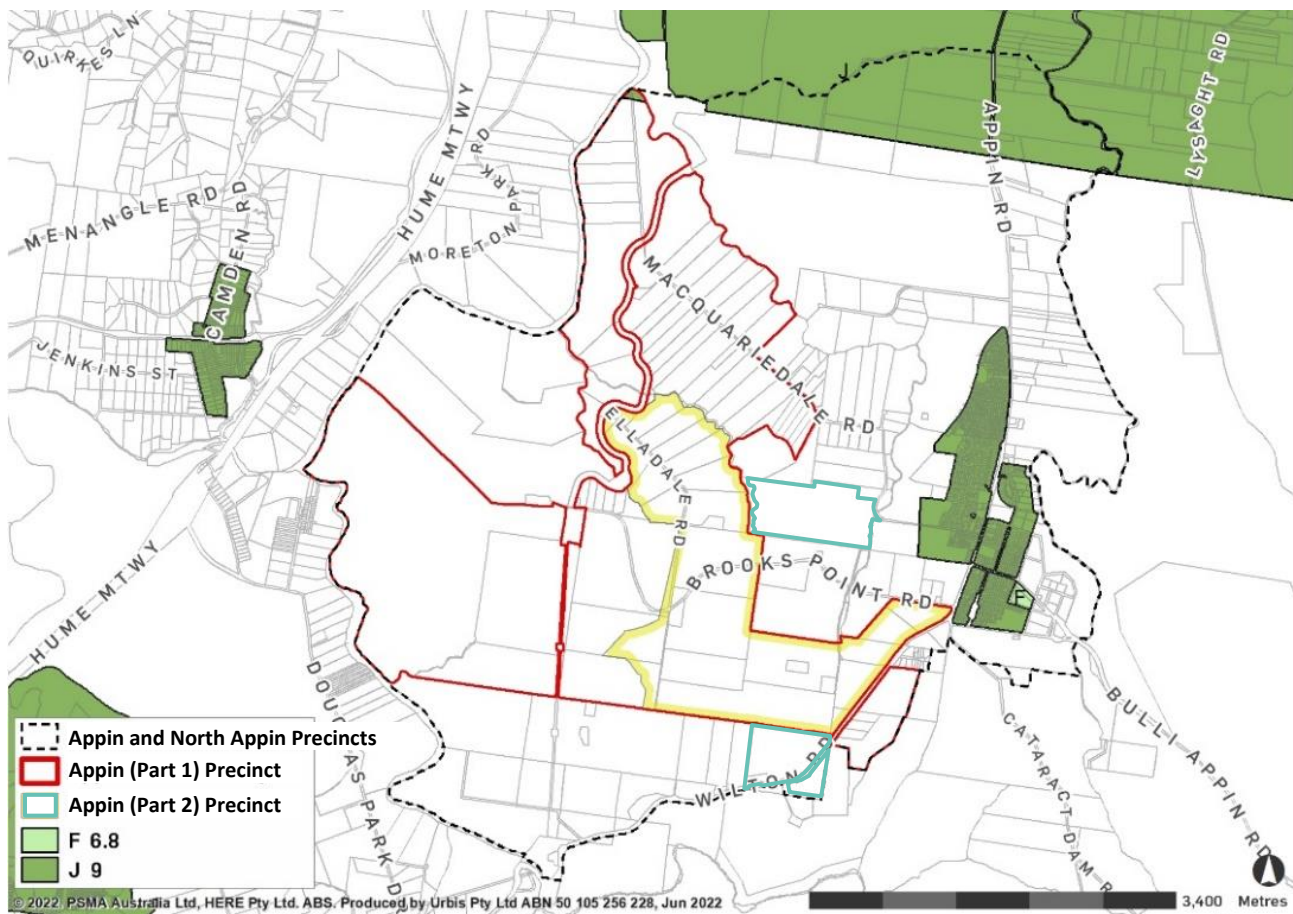 QUIRKES LN
HUME MTWY
PARK RD
MORETON
MENANGLE RD
CAMDEN RD
JENKINS ST
APPIN RD
LYSAGHT RD
J
MACQUARIEDALE RD
ELLADALE RD
BROOKS POINT RD
F
HUME MTWY
DOUGLAS PARK DR
WILTON RD
CATARACT DAM R
BULLI APPIN RD
Appin and North Appin Precincts
Appin (Part 1) Precinct
Appin (Part 2) Precinct
F 6.8
J 9
© 2022. PSMA Australia Ltd, HERE Pty Ltd. ABS. Produced by Urbis Pty Ltd ABN 50 105 256 228, Jun 2022
3,400 Metres